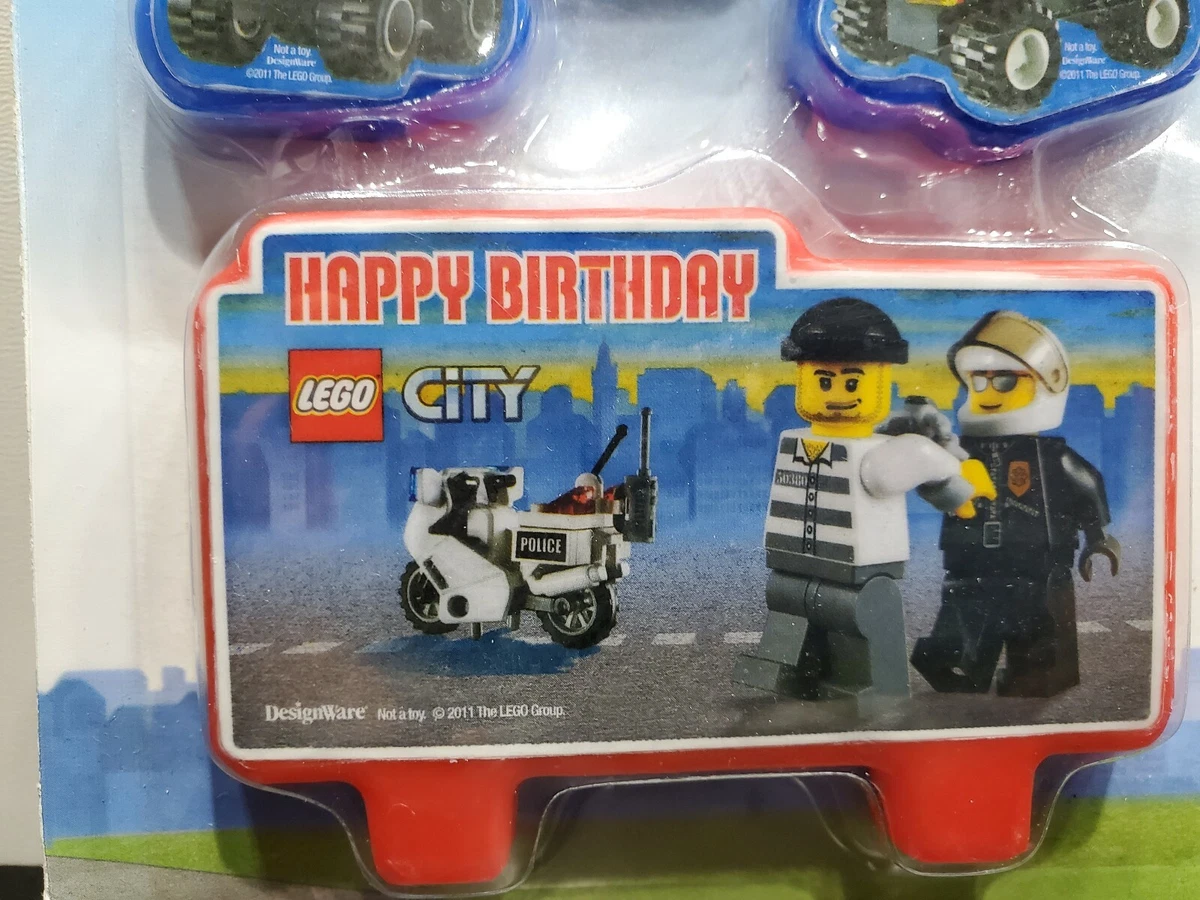 Not a toy.
DesignWare
©2011 The LEGO Group.
Not a toy.
DesignWare
©2011 The LEGO Group.
HAPPY BIRTHDAY
LEGO CITY
50380
POLICE
DesignWare® Not a toy. © 2011 The LEGO Group.